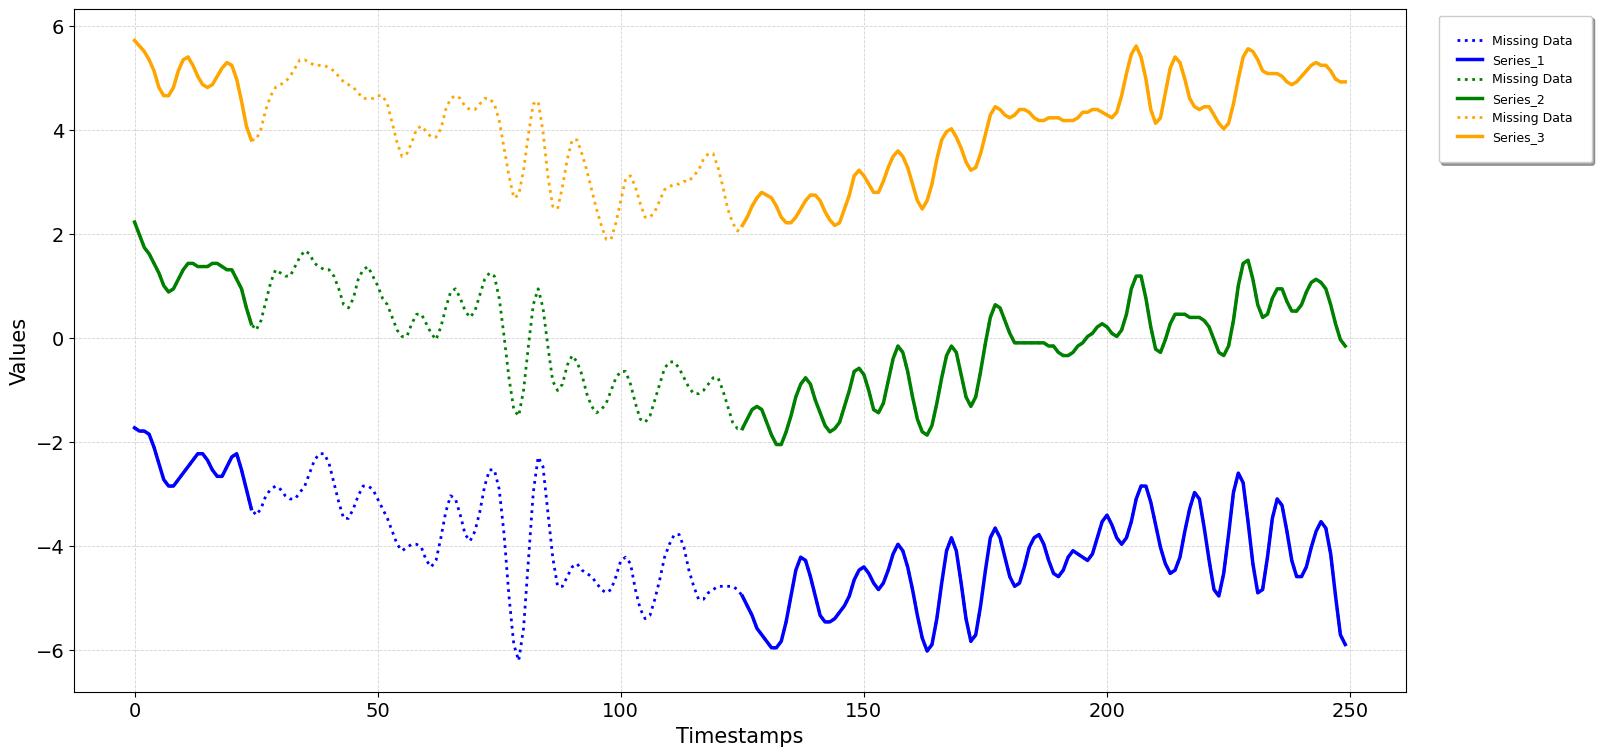 6
4
2
0
−2
−4
−6
Values
0
50
100
150
200
250
Timestamps
Missing Data
Series_1
Missing Data
Series_2
Missing Data
Series_3